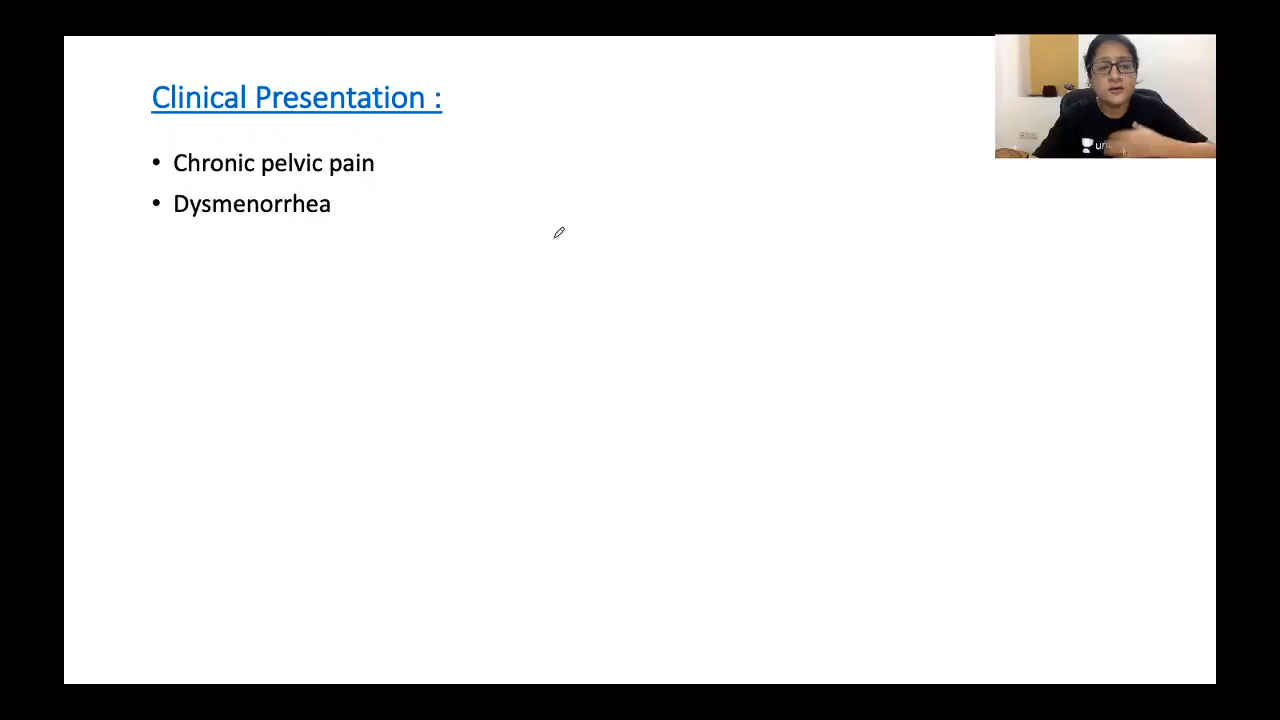 Clinical Presentation :
• Chronic pelvic pain
• Dysmenorrhea